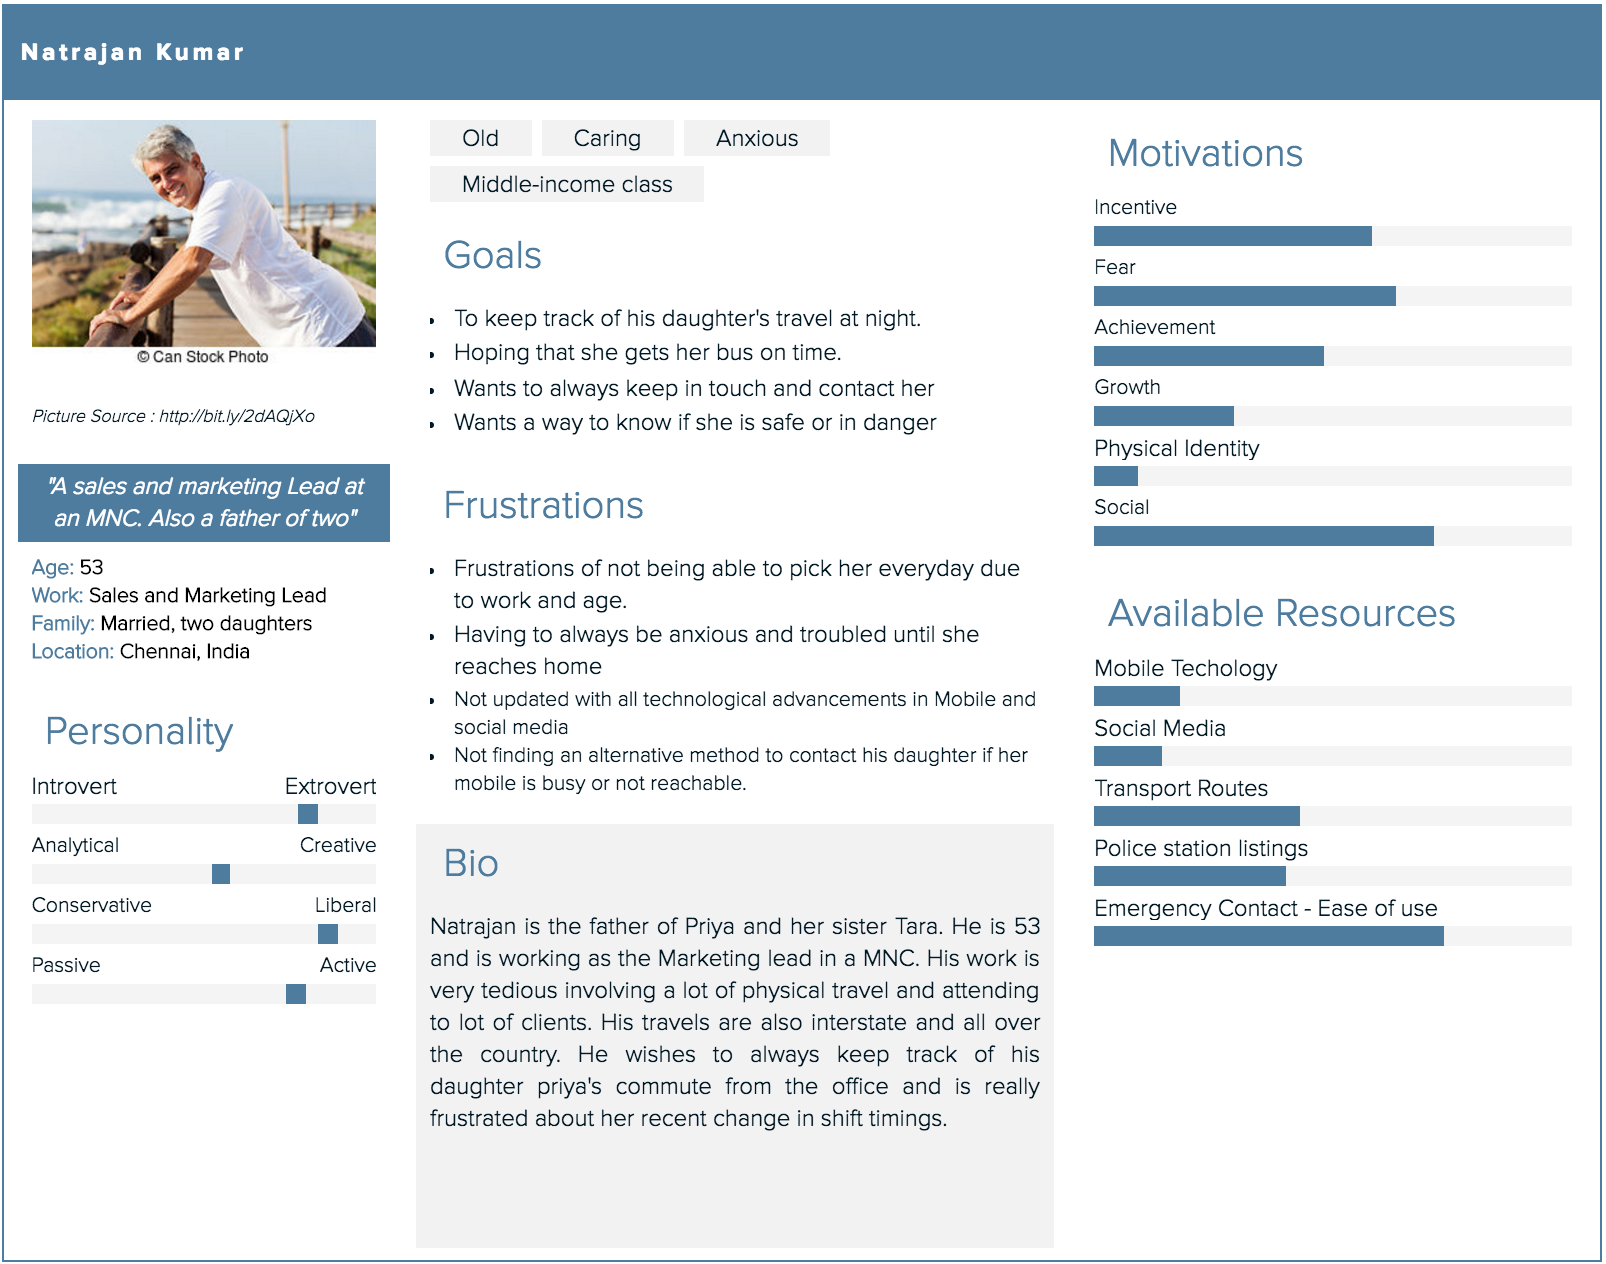 Natrajan Kumar
© Can Stock Photo
Picture Source : http://bit.ly/2dAQjXo
"A sales and marketing Lead at
an MNC. Also a father of two"
Age: 53
Work: Sales and Marketing Lead
Family: Married, two daughters
Location: Chennai, India
Personality
Introvert Extrovert
Analytical Creative
Conservative Liberal
Passive Active
Old Caring Anxious
Middle-income class
Goals
• To keep track of his daughter's travel at night.
• Hoping that she gets her bus on time.
• Wants to always keep in touch and contact her
• Wants a way to know if she is safe or in danger
Frustrations
• Frustrations of not being able to pick her everyday due
to work and age.
• Having to always be anxious and troubled until she
reaches home
• Not updated with all technological advancements in Mobile and
social media
• Not finding an alternative method to contact his daughter if her
mobile is busy or not reachable.
Bio
Natrajan is the father of Priya and her sister Tara. He is 53
and is working as the Marketing lead in a MNC. His work is
very tedious involving a lot of physical travel and attending
to lot of clients. His travels are also interstate and all over
the country. He wishes to always keep track of his
daughter priya's commute from the office and is really
frustrated about her recent change in shift timings.
Motivations
Incentive
Fear
Achievement
Growth
Physical Identity
Social
Available Resources
Mobile Techology
Social Media
Transport Routes
Police station listings
Emergency Contact - Ease of use